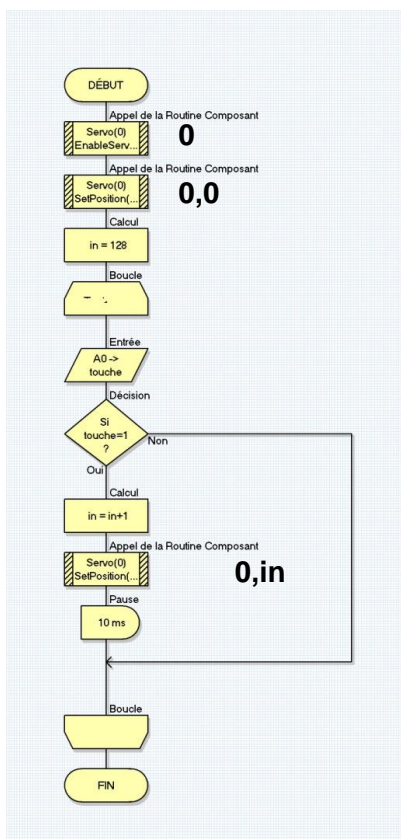 DÉBUT
Appel de la Routine Composant
Servo(0)
EnableServ...
0
Appel de la Routine Composant
Servo(0)
SetPosition(...
0,0
Calcul
in = 128
Boucle
Entrée
A0 ->
touche
Décision
Si
touche=1
?
Non
Oui
Calcul
in = in+1
Appel de la Routine Composant
Servo(0)
SetPosition(...
0,in
Pause
10 ms
Boucle
FIN